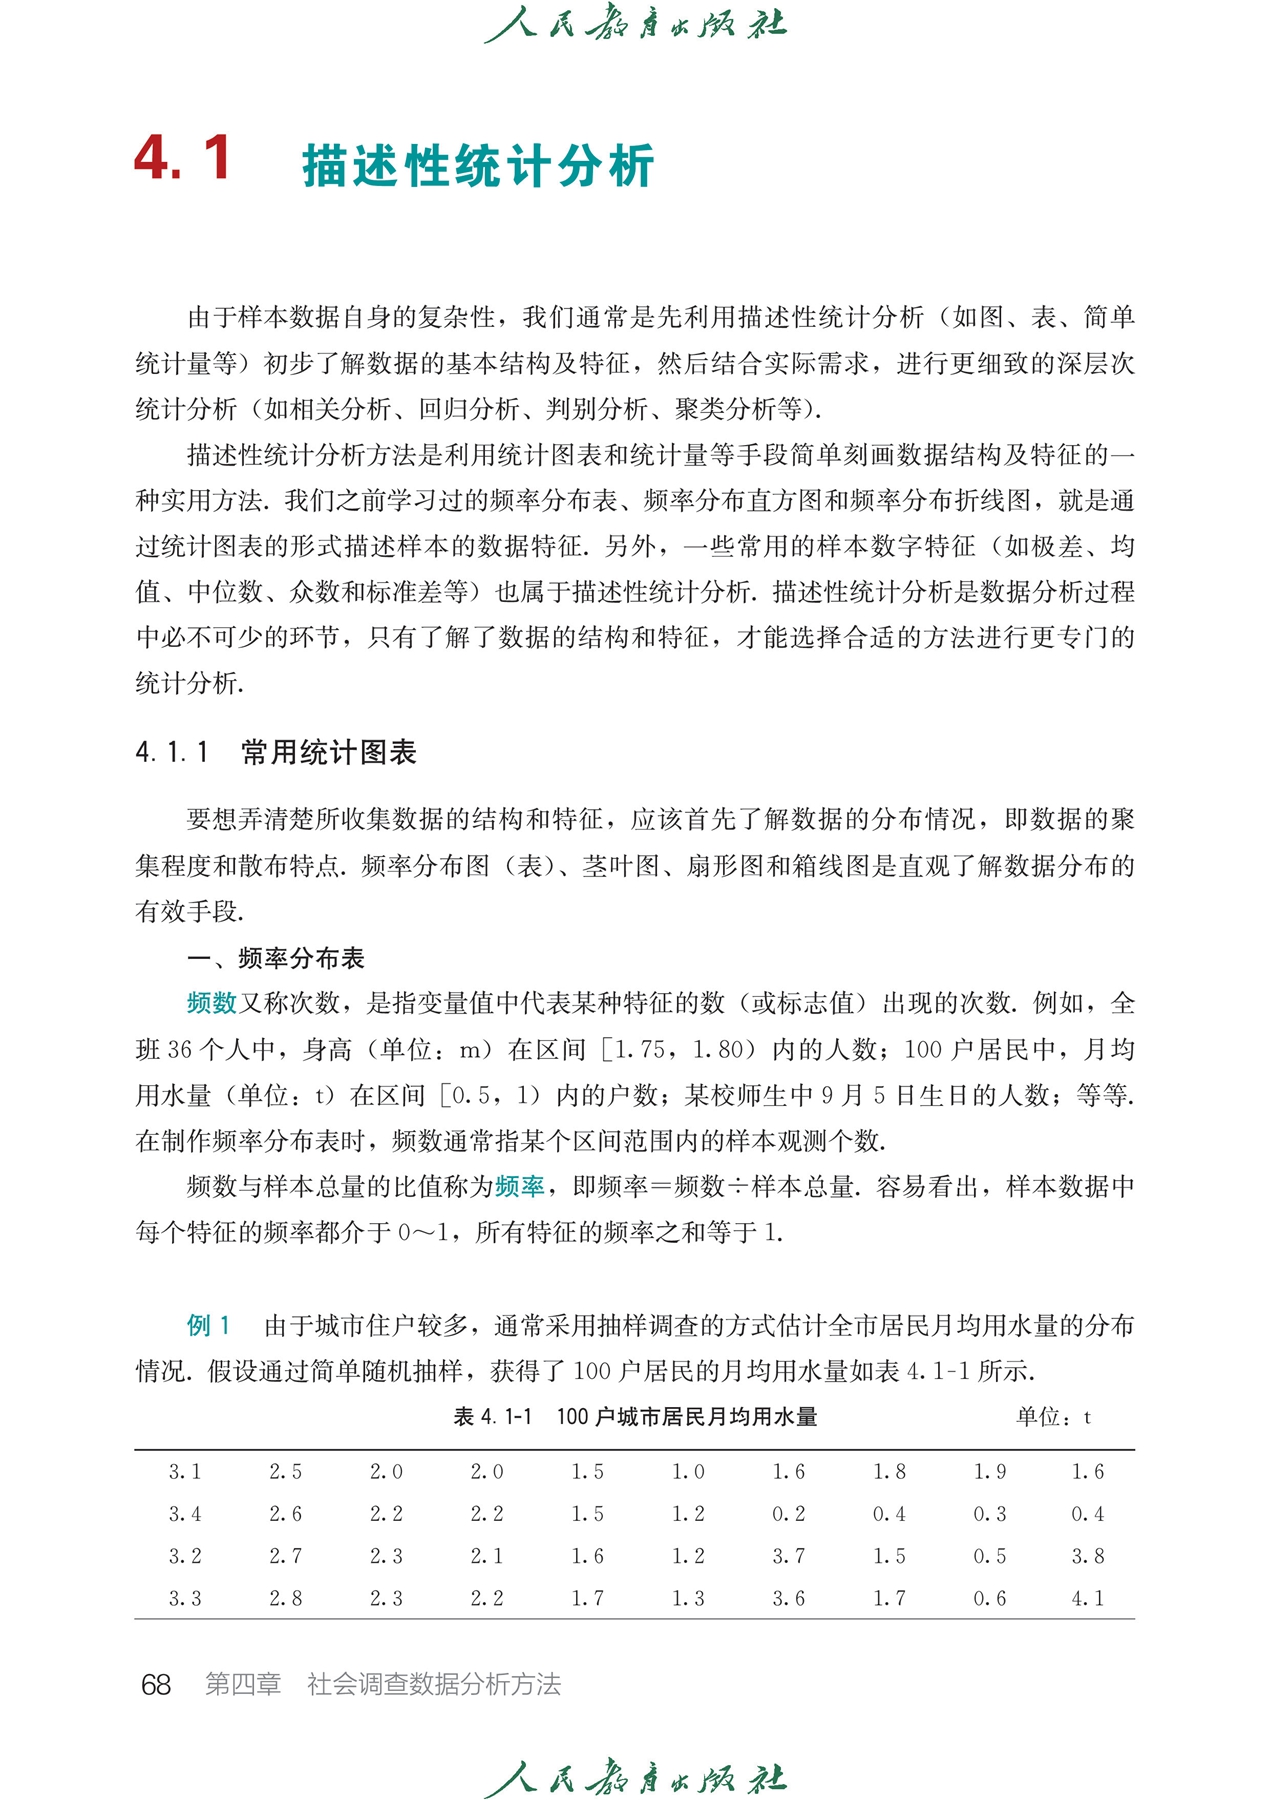 人民教育出版社
4.1 描述性统计分析
由于样本数据自身的复杂性，我们通常是先利用描述性统计分析（如图、表、简单
统计量等）初步了解数据的基本结构及特征，然后结合实际需求，进行更细致的深层次
统计分析（如相关分析、回归分析、判别分析、聚类分析等）.
描述性统计分析方法是利用统计图表和统计量等手段简单刻画数据结构及特征的一
种实用方法. 我们之前学习过的频率分布表、频率分布直方图和频率分布折线图，就是通
过统计图表的形式描述样本的数据特征. 另外，一些常用的样本数字特征（如极差、均
值、中位数、众数和标准差等）也属于描述性统计分析. 描述性统计分析是数据分析过程
中必不可少的环节，只有了解了数据的结构和特征，才能选择合适的方法进行更专门的
统计分析.
4.1.1 常用统计图表
要想弄清楚所收集数据的结构和特征，应该首先了解数据的分布情况，即数据的聚
集程度和散布特点. 频率分布图（表）、茎叶图、扇形图和箱线图是直观了解数据分布的
有效手段.
一、频率分布表
频数又称次数，是指变量值中代表某种特征的数（或标志值）出现的次数. 例如，全
班 36 个人中，身高（单位：m）在区间［1.75，1.80）内的人数；100 户居民中，月均
用水量（单位：t）在区间［0.5，1）内的户数；某校师生中 9 月 5 日生日的人数；等等.
在制作频率分布表时，频数通常指某个区间范围内的样本观测个数.
频数与样本总量的比值称为频率，即频率＝频数÷样本总量. 容易看出，样本数据中
每个特征的频率都介于 0～1，所有特征的频率之和等于 1.
例 1 由于城市住户较多，通常采用抽样调查的方式估计全市居民月均用水量的分布
情况. 假设通过简单随机抽样，获得了 100 户居民的月均用水量如表 4.1-1 所示.
表 4.1-1 100 户城市居民月均用水量 单位：t
3.1 2.5 2.0 2.0 1.5 1.0 1.6 1.8 1.9 1.6
3.4 2.6 2.2 2.2 1.5 1.2 0.2 0.4 0.3 0.4
3.2 2.7 2.3 2.1 1.6 1.2 3.7 1.5 0.5 3.8
3.3 2.8 2.3 2.2 1.7 1.3 3.6 1.7 0.6 4.1
68 第四章 社会调查数据分析方法
人民教育出版社